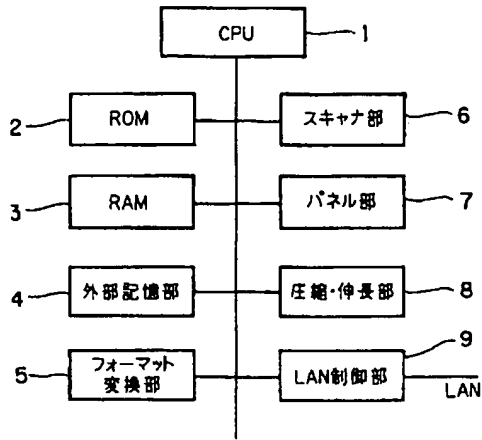 CPU
1
2
ROM
スキャナ部
6
3
RAM
パネル部
7
4
外部記憶部
圧縮・伸長部
8
5
フォーマット
変換部
LAN制御部
9
LAN